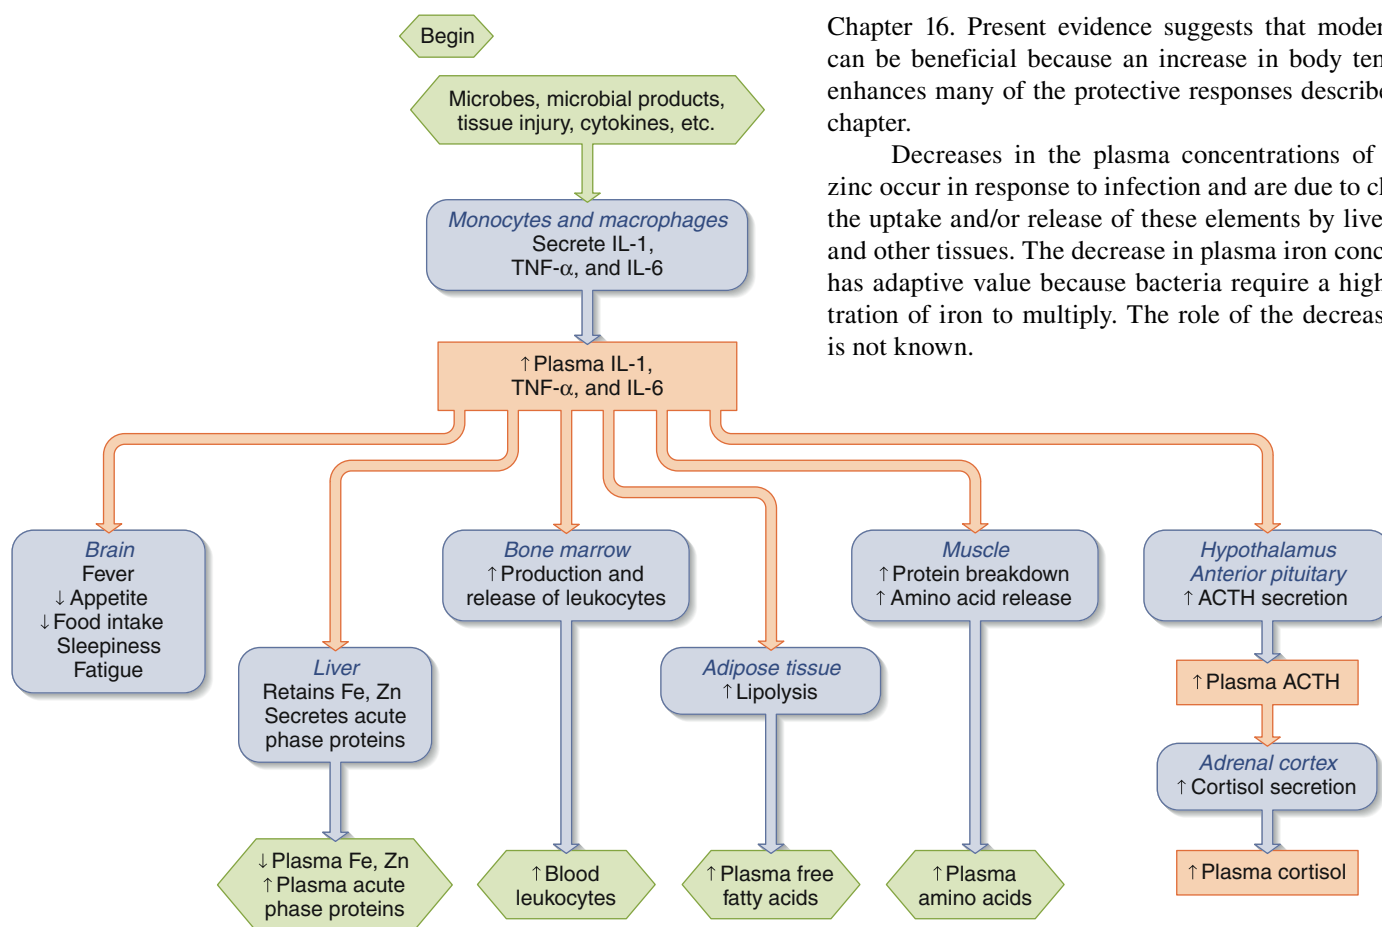 Begin
Microbes, microbial products,
tissue injury, cytokines, etc.
Monocytes and macrophages
Secrete IL-1,
TNF-α, and IL-6
↑ Plasma IL-1,
TNF-α, and IL-6
Brain
Fever
↓ Appetite
↓ Food intake
Sleepiness
Fatigue
Liver
Retains Fe, Zn
Secretes acute
phase proteins
↓ Plasma Fe, Zn
↑ Plasma acute
phase proteins
Bone marrow
↑ Production and
release of leukocytes
↑ Blood
leukocytes
Adipose tissue
↑ Lipolysis
↑ Plasma free
fatty acids
Muscle
↑ Protein breakdown
↑ Amino acid release
↑ Plasma
amino acids
Hypothalamus
Anterior pituitary
↑ ACTH secretion
↑ Plasma ACTH
Adrenal cortex
↑ Cortisol secretion
↑ Plasma cortisol
Chapter 16. Present evidence suggests that moder
can be beneficial because an increase in body ten
enhances many of the protective responses describe
chapter.
Decreases in the plasma concentrations of
zinc occur in response to infection and are due to cl
the uptake and/or release of these elements by live
and other tissues. The decrease in plasma iron conc
has adaptive value because bacteria require a high
tration of iron to multiply. The role of the decreas
is not known.